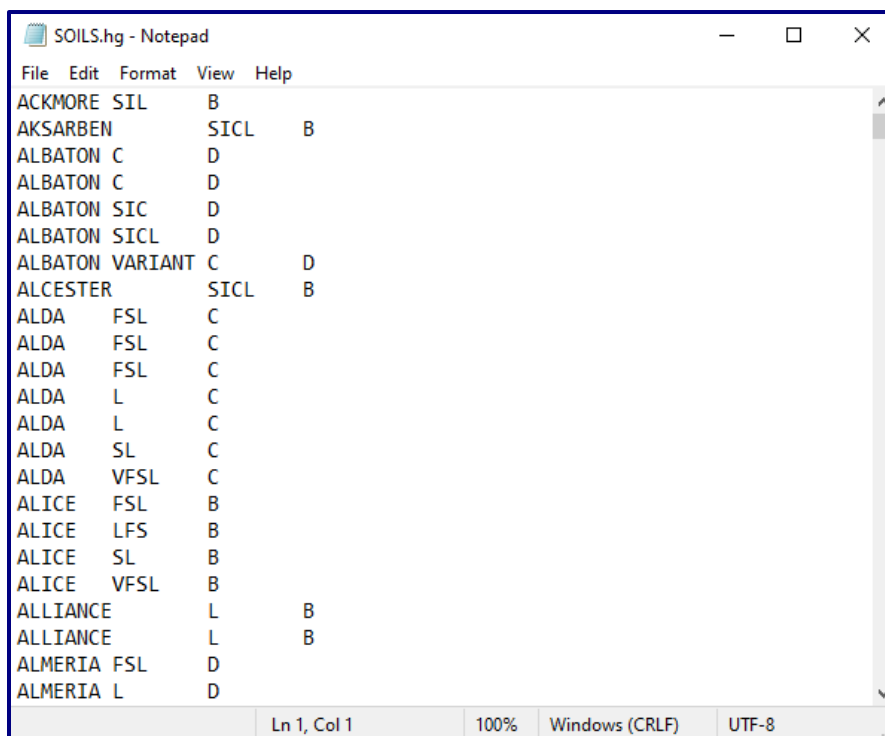 SOILS.hg - Notepad
File Edit Format View Help
ACKMORE SIL B
AKSARBEN SICL B
ALBATON C D
ALBATON C D
ALBATON SIC D
ALBATON SICL D
ALBATON VARIANT C D
ALCESTER SICL B
ALDA FSL C
ALDA FSL C
ALDA FSL C
ALDA L C
ALDA L C
ALDA SL C
ALDA VFSL C
ALICE FSL B
ALICE LFS B
ALICE SL B
ALICE VFSL B
ALLIANCE L B
ALLIANCE L B
ALMERIA FSL D
ALMERIA L D
Ln 1, Col 1 100% Windows (CRLF) UTF-8